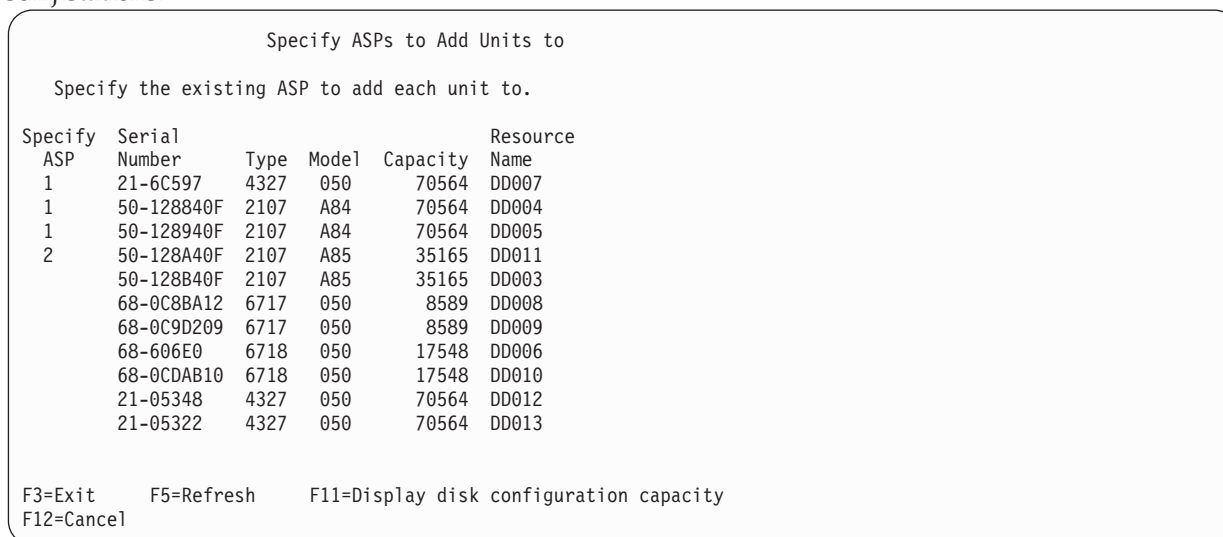 Specify ASPs to Add Units to
Specify the existing ASP to add each unit to.
Specify Serial Resource
ASP Number Type Model Capacity Name
1 21-6C597 4327 050 70564 DD007
1 50-128840F 2107 A84 70564 DD004
1 50-128940F 2107 A84 70564 DD005
2 50-128A40F 2107 A85 35165 DD011
50-128B40F 2107 A85 35165 DD003
68-0C8BA12 6717 050 8589 DD008
68-0C9D209 6717 050 8589 DD009
68-606E0 6718 050 17548 DD006
68-0CDAB10 6718 050 17548 DD010
21-05348 4327 050 70564 DD012
21-05322 4327 050 70564 DD013
F3=Exit F5=Refresh F11=Display disk configuration capacity
F12=Cancel